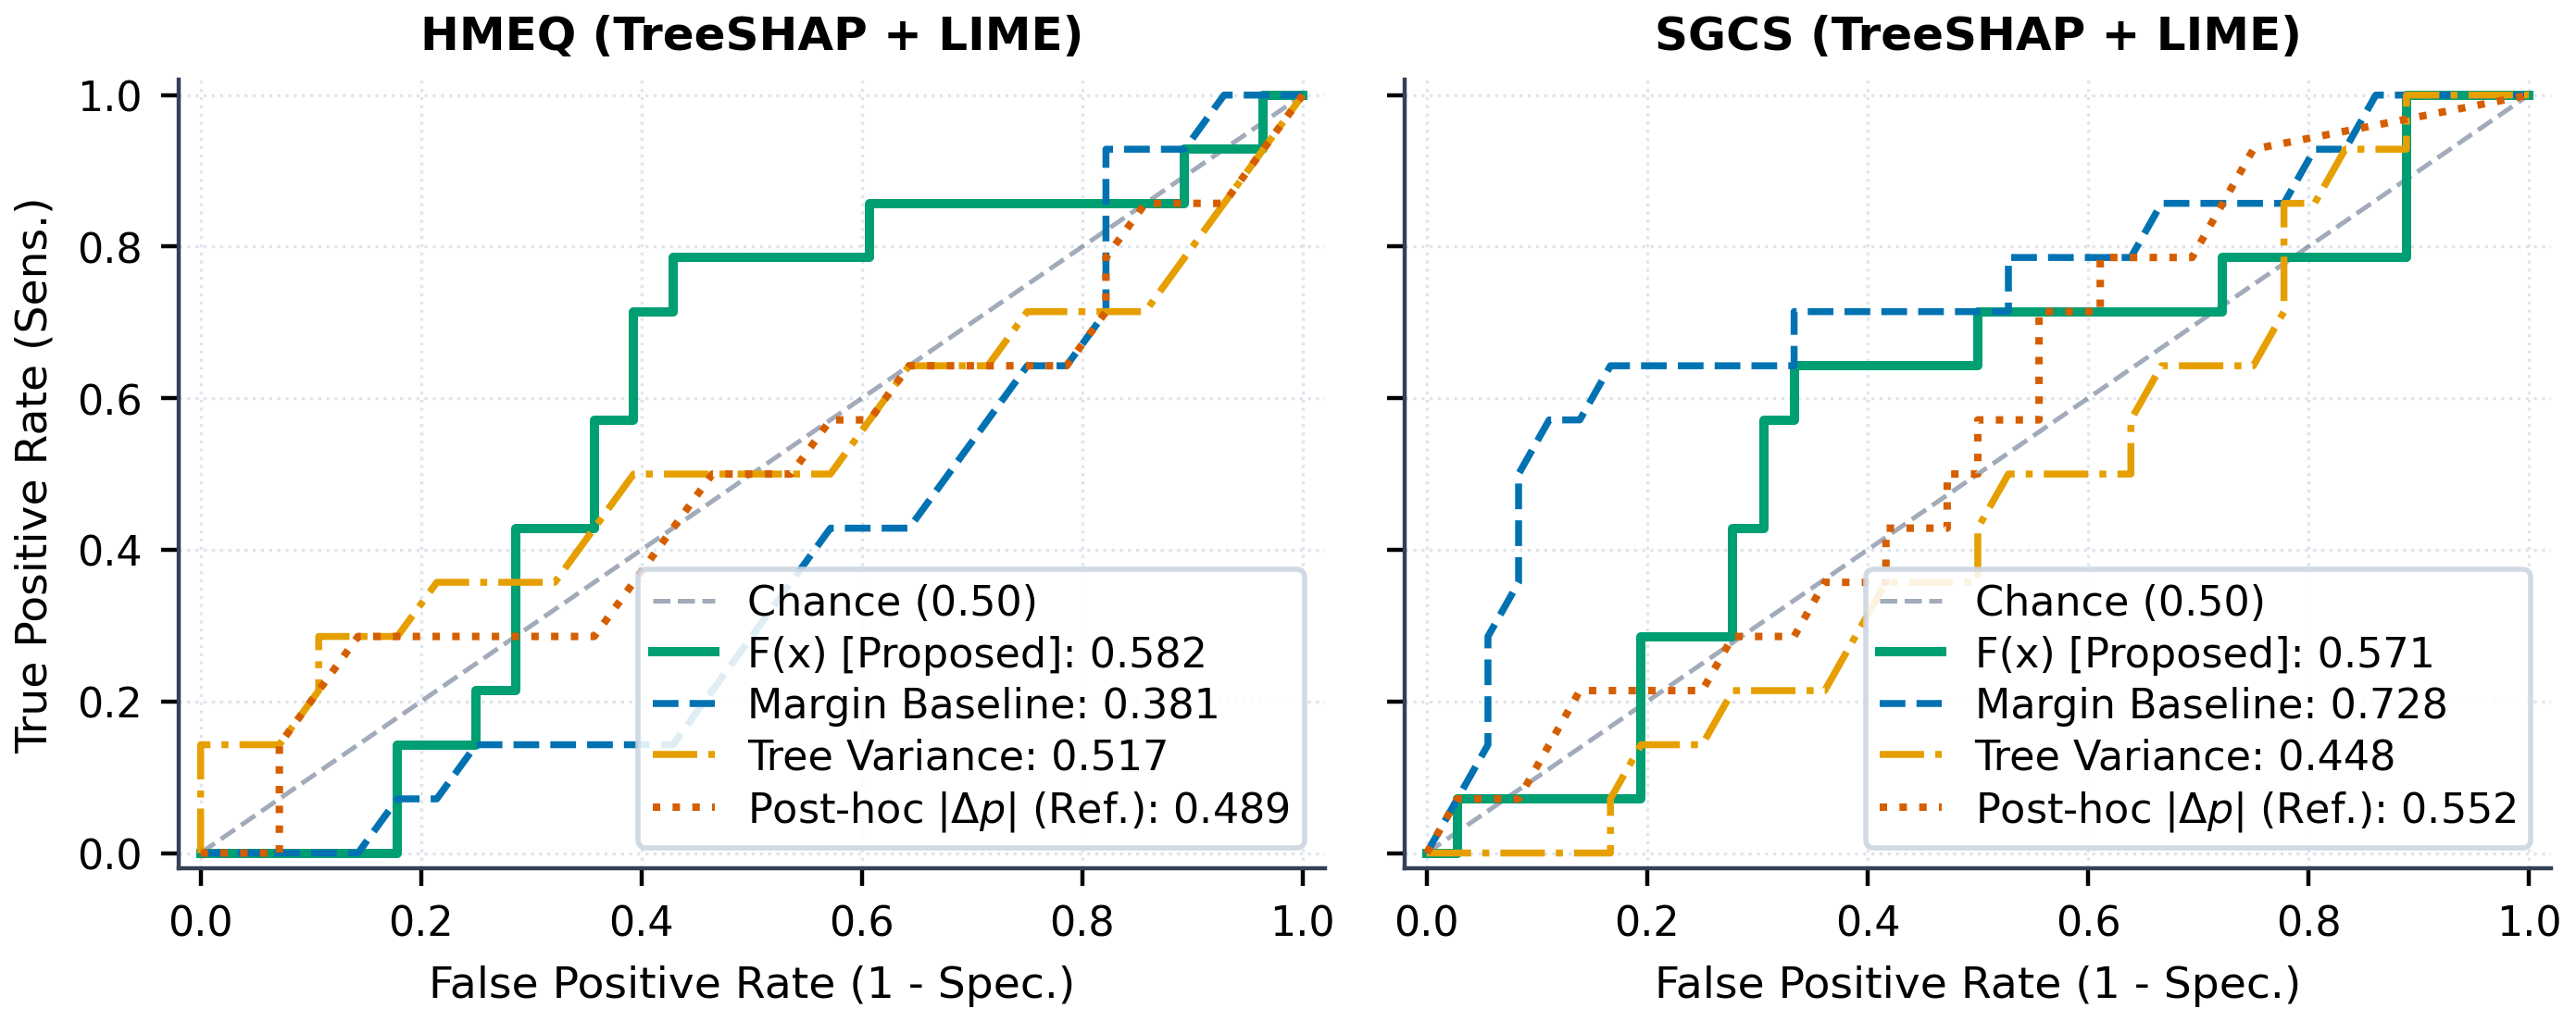 HMEQ (TreeSHAP + LIME)
True Positive Rate (Sens.)
1.0
0.8
0.6
0.4
0.2
0.0
Chance (0.50)
F(x) [Proposed]: 0.582
Margin Baseline: 0.381
Tree Variance: 0.517
Post-hoc |Δp| (Ref.): 0.489
0.0 0.2 0.4 0.6 0.8 1.0
False Positive Rate (1 - Spec.)
SGCS (TreeSHAP + LIME)
Chance (0.50)
F(x) [Proposed]: 0.571
Margin Baseline: 0.728
Tree Variance: 0.448
Post-hoc |Δp| (Ref.): 0.552
0.0 0.2 0.4 0.6 0.8 1.0
False Positive Rate (1 - Spec.)